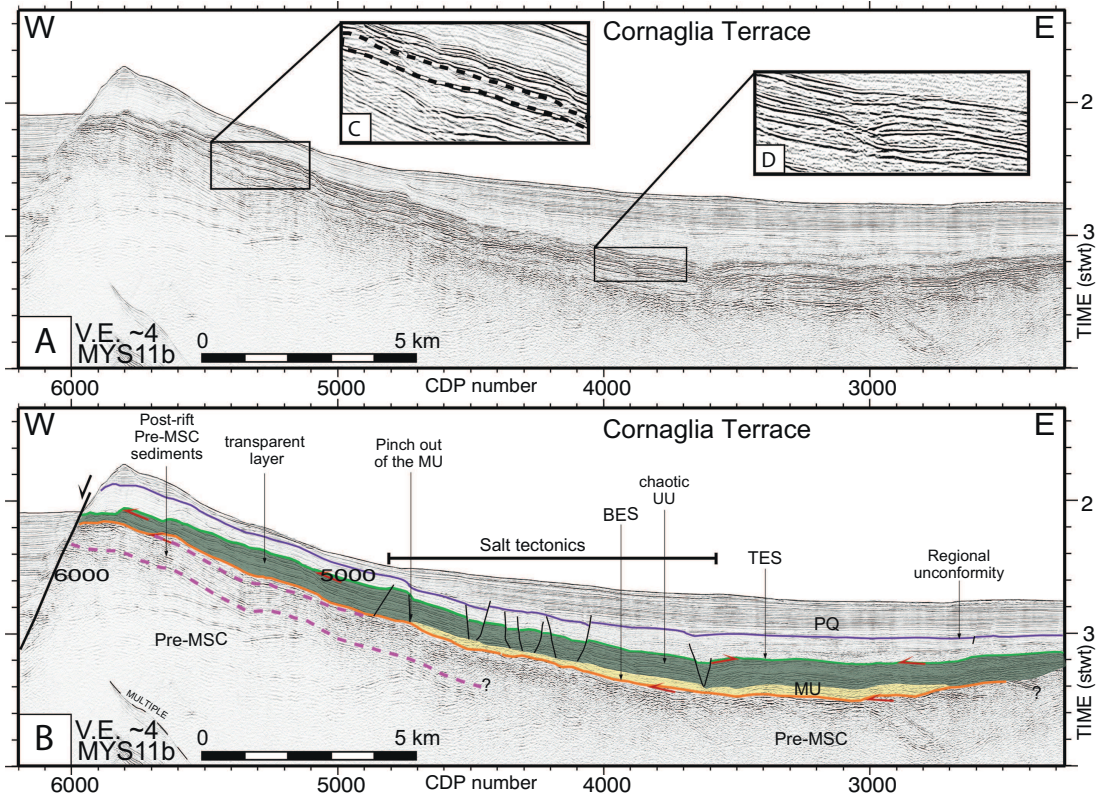 W
Cornaglia Terrace
E
C
D
2
3
TIME (stwt)
A
V.E. ~4
MYS11b
0
5 km
6000
5000
CDP number
4000
3000
W
Cornaglia Terrace
E
Post-rift
Pre-MSC
sediments
transparent
layer
Pinch out
of the MU
chaotic
UU
BES
Salt tectonics
TES
Regional
unconformity
2
6000
5000
PQ
3
Pre-MSC
?
MU
?
TIME (stwt)
MULTIPLE
Pre-MSC
B
V.E. ~4
MYS11b
0
5 km
6000
5000
CDP number
4000
3000